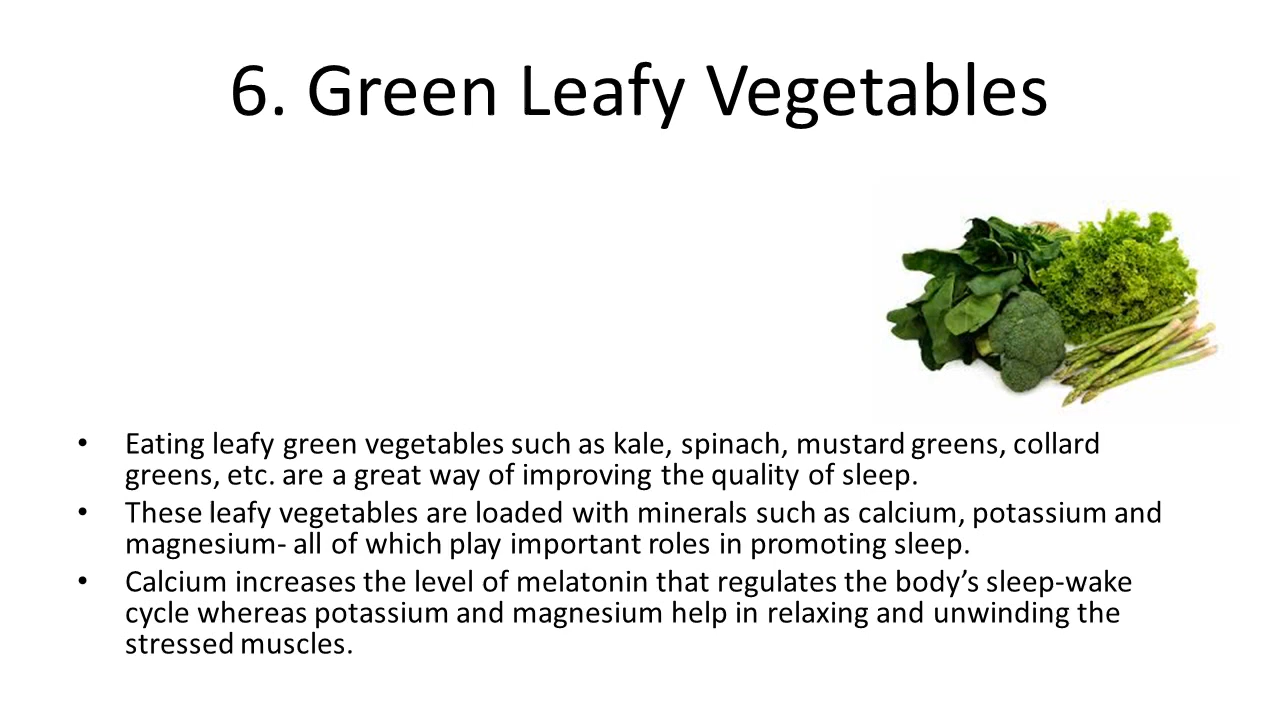 6. Green Leafy Vegetables
• Eating leafy green vegetables such as kale, spinach, mustard greens, collard
greens, etc. are a great way of improving the quality of sleep.
• These leafy vegetables are loaded with minerals such as calcium, potassium and
magnesium- all of which play important roles in promoting sleep.
• Calcium increases the level of melatonin that regulates the body’s sleep-wake
cycle whereas potassium and magnesium help in relaxing and unwinding the
stressed muscles.